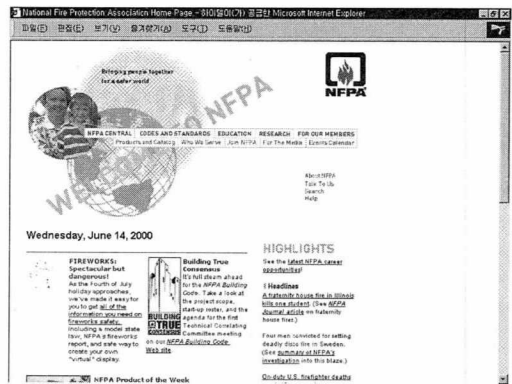 National Fire Protection Association Home Page - 하이텔이(가) 공급한 Microsoft Internet Explorer
파일(F) 편집(E) 보기(V) 즐겨찾기(A) 도구(T) 도움말(H)
Bringing people together
for a safer world
WELCOME TO NFPA
NFPA
NFPA CENTRAL CODES AND STANDARDS EDUCATION RESEARCH FOR OUR MEMBERS
Products and Catalog Who We Serve Join NFPA For The Media Events Calendar
About NFPA
Talk To Us
Search
Help
Wednesday, June 14, 2000
FIREWORKS:
Spectacular but
dangerous!
As the Fourth of July
holiday approaches,
we've made it easy for
you to get all of the
information you need on
fireworks safety,
including a model state
law, NFPA's fireworks
report, and safe way to
create your own
"virtual" display.
BUILDING
TRUE
CONSENSUS
Building True
Consensus
It's full steam ahead
for the NFPA Building
Code. Take a look at
the project scope,
start-up roster, and the
agenda for the first
Technical Correlating
Committee meeting
on our NFPA Building Code
Web site.
NFPA Product of the Week
HIGHLIGHTS
See the latest NFPA career
opportunities!
Headlines
A fraternity house fire in Illinois
kills one student. (See NFPA
Journal article on fraternity
house fires.)
Four men convicted for setting
deadly disco fire in Sweden.
(See summary of NFPA's
investigation into this blaze.)
On-duty U.S. firefighter deaths